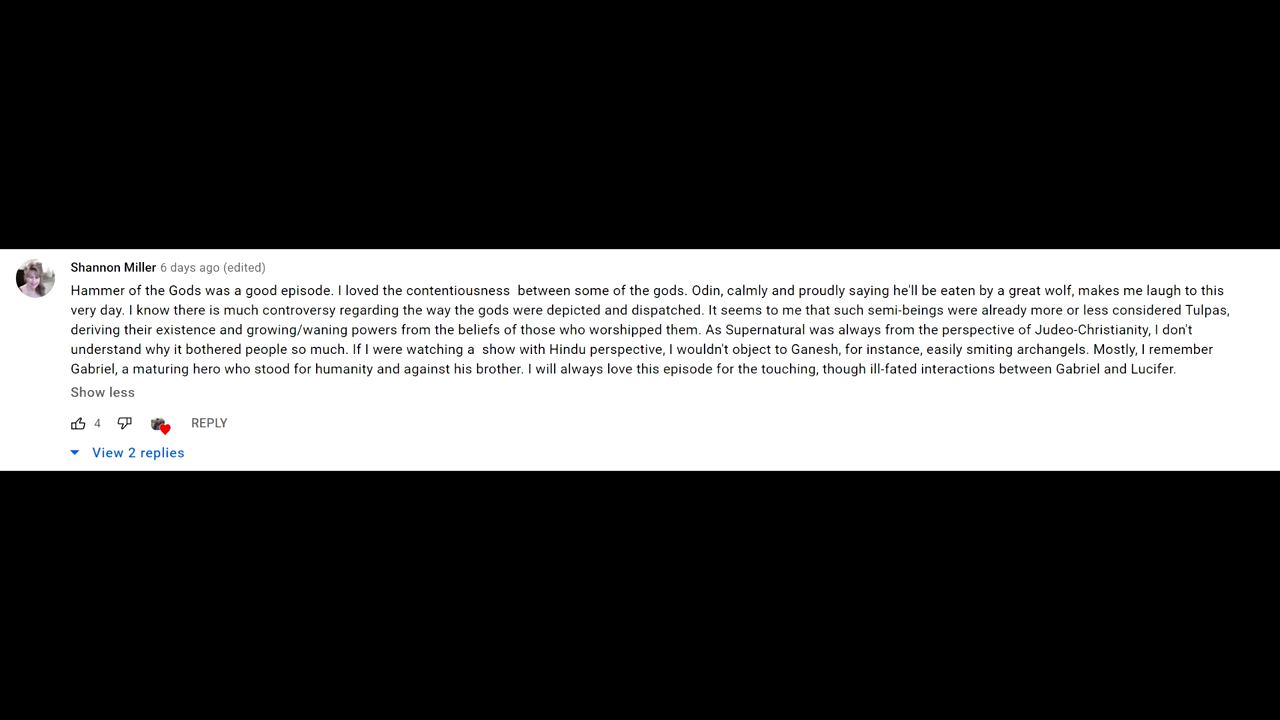 Shannon Miller 6 days ago (edited)
Hammer of the Gods was a good episode. I loved the contentiousness  between some of the gods. Odin, calmly and proudly saying he'll be eaten by a great wolf, makes me laugh to this
very day. I know there is much controversy regarding the way the gods were depicted and dispatched. It seems to me that such semi-beings were already more or less considered Tulpas,
deriving their existence and growing/waning powers from the beliefs of those who worshipped them. As Supernatural was always from the perspective of Judeo-Christianity, I don't
understand why it bothered people so much. If I were watching a  show with Hindu perspective, I wouldn't object to Ganesh, for instance, easily smiting archangels. Mostly, I remember
Gabriel, a maturing hero who stood for humanity and against his brother. I will always love this episode for the touching, though ill-fated interactions between Gabriel and Lucifer.
Show less
4 REPLY
View 2 replies